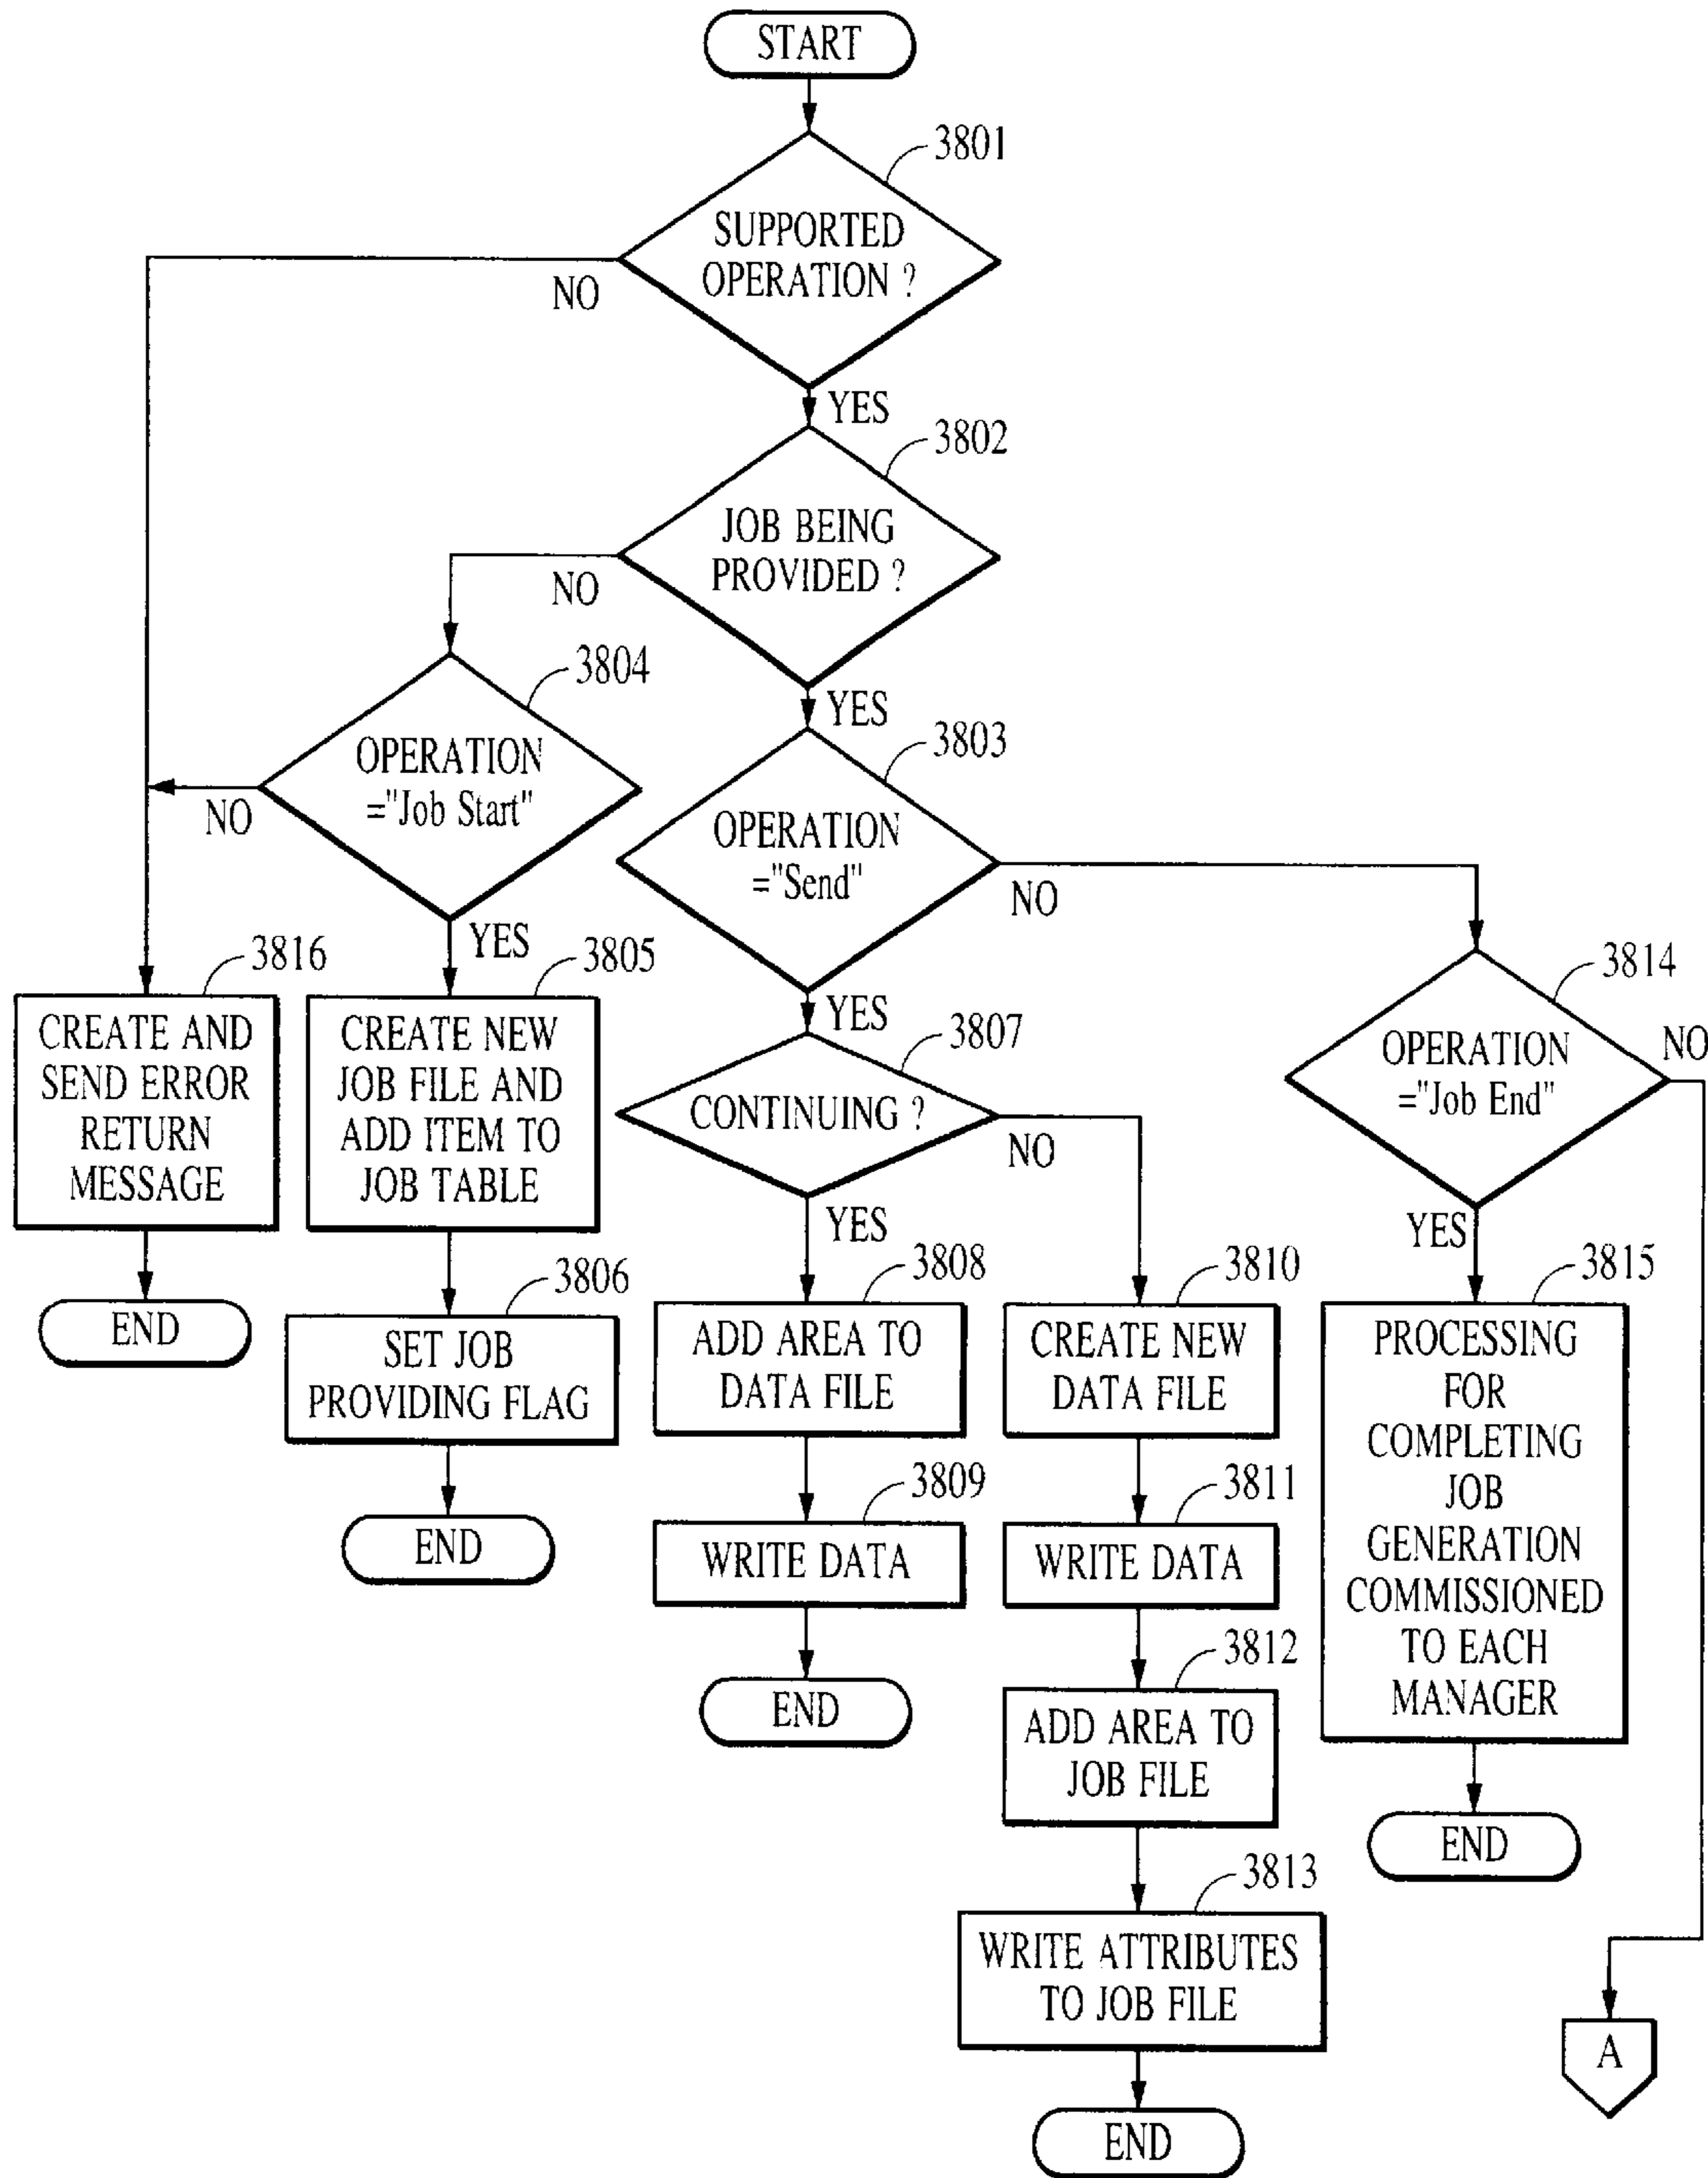 START
3801
SUPPORTED
OPERATION ?
NO
YES
3802
JOB BEING
PROVIDED ?
NO
YES
3804
OPERATION
="Job Start"
NO
YES
3803
OPERATION
="Send"
NO
YES
3816
CREATE AND
SEND ERROR
RETURN
MESSAGE
END
3805
CREATE NEW
JOB FILE AND
ADD ITEM TO
JOB TABLE
3806
SET JOB
PROVIDING FLAG
END
3807
CONTINUING ?
NO
YES
3808
ADD AREA TO
DATA FILE
3809
WRITE DATA
END
3810
CREATE NEW
DATA FILE
3811
WRITE DATA
3812
ADD AREA TO
JOB FILE
3813
WRITE ATTRIBUTES
TO JOB FILE
END
3814
OPERATION
="Job End"
NO
YES
3815
PROCESSING
FOR
COMPLETING
JOB
GENERATION
COMMISSIONED
TO EACH
MANAGER
END
A